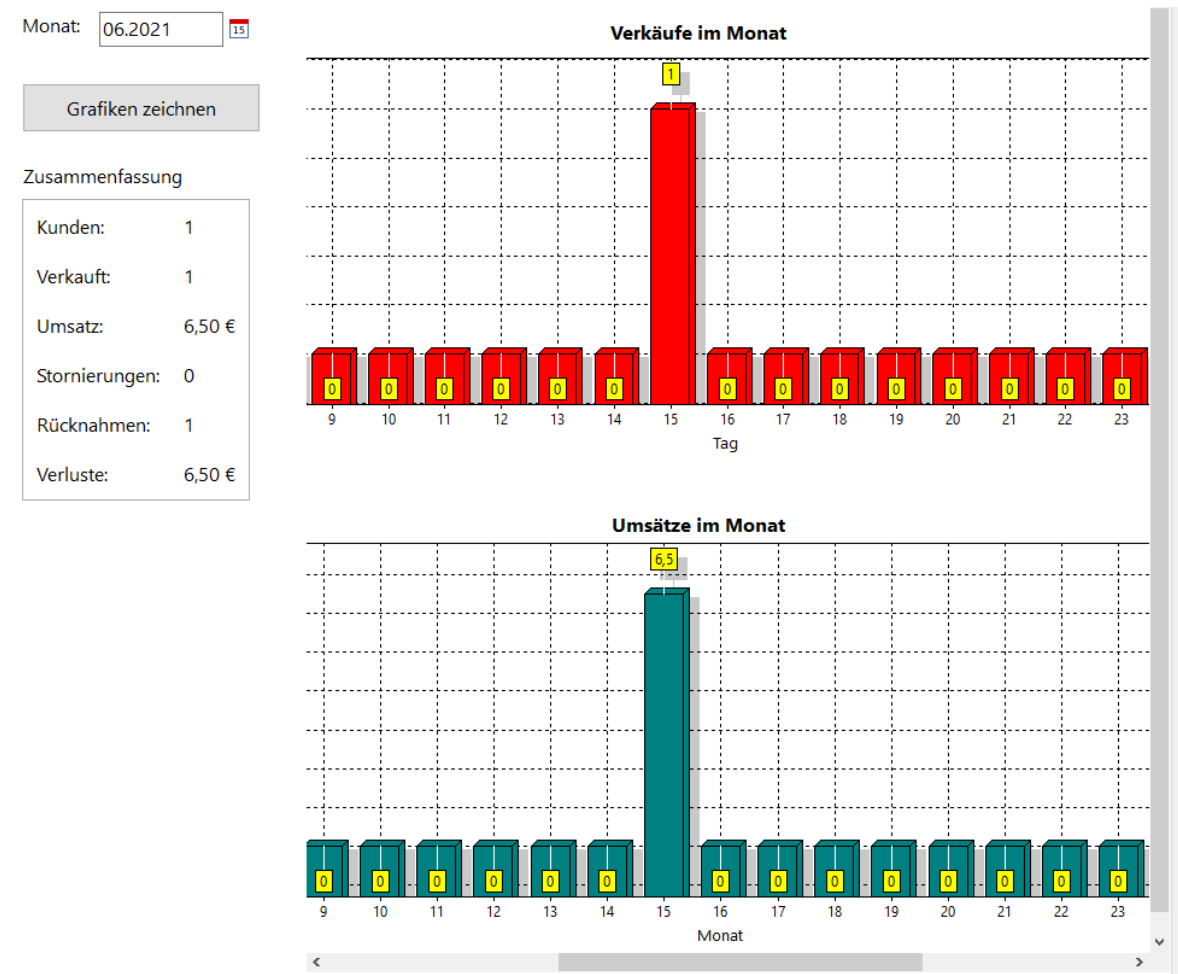 Monat: 06.2021 15
Grafiken zeichnen
Zusammenfassung
Kunden: 1
Verkauft: 1
Umsatz: 6,50 €
Stornierungen: 0
Rücknahmen: 1
Verluste: 6,50 €
Verkäufe im Monat
1
0 0 0 0 0 0 0 0 0 0 0 0 0 0
9 10 11 12 13 14 15 16 17 18 19 20 21 22 23
Tag
Umsätze im Monat
6,5
0 0 0 0 0 0 0 0 0 0 0 0 0 0
9 10 11 12 13 14 15 16 17 18 19 20 21 22 23
Monat